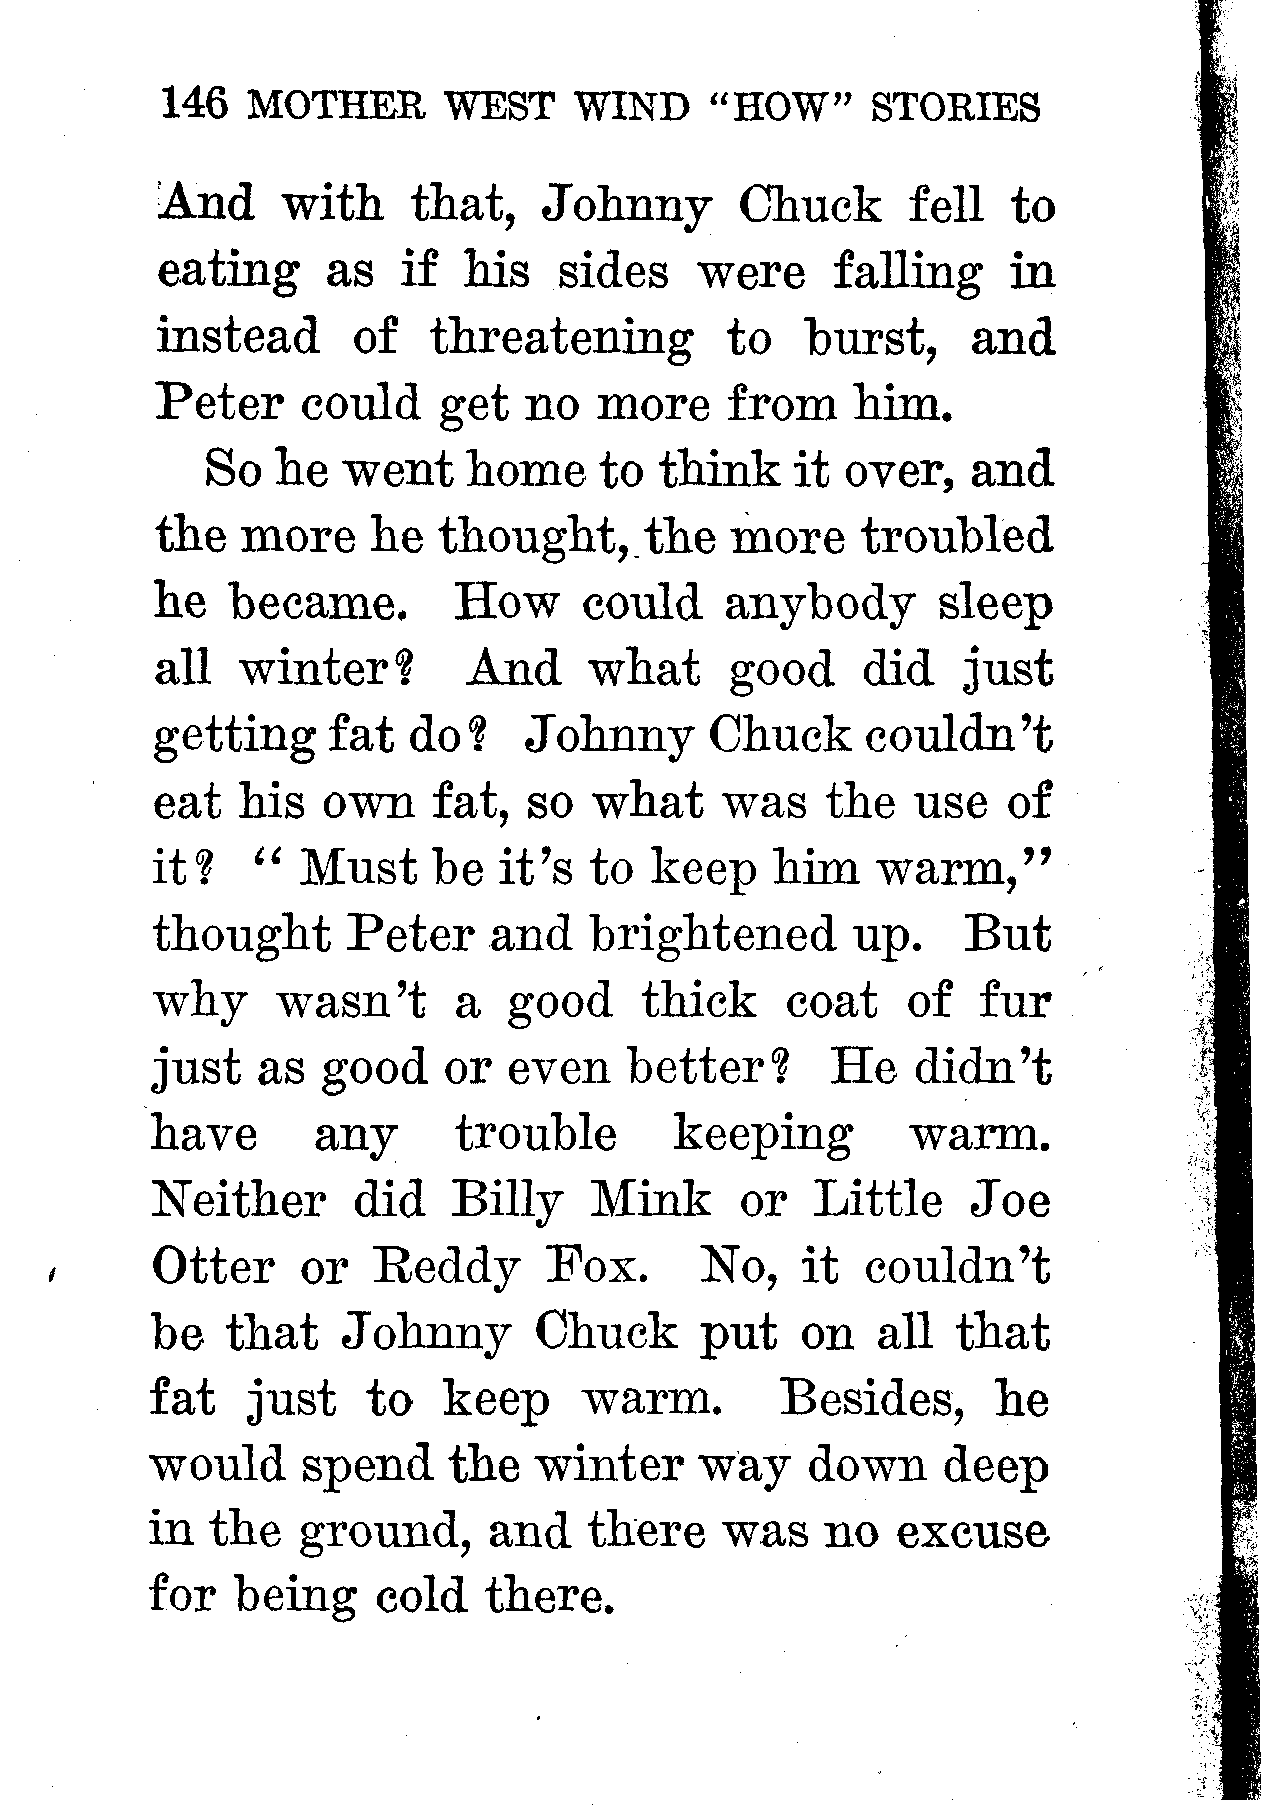 146 MOTHER WEST WIND "HOW" STORIES
And with that, Johnny Chuck fell to
eating as if his sides were falling in
instead of threatening to burst, and
Peter could get no more from him.
So he went home to think it over, and
the more he thought, the more troubled
he became. How could anybody sleep
all winter? And what good did just
getting fat do? Johnny Chuck couldn't
eat his own fat, so what was the use of
it? "Must be it's to keep him warm,"
thought Peter and brightened up. But
why wasn't a good thick coat of fur
just as good or even better? He didn't
have any trouble keeping warm.
Neither did Billy Mink or Little Joe
Otter or Reddy Fox. No, it couldn't
be that Johnny Chuck put on all that
fat just to keep warm. Besides, he
would spend the winter way down deep
in the ground, and there was no excuse
for being cold there.